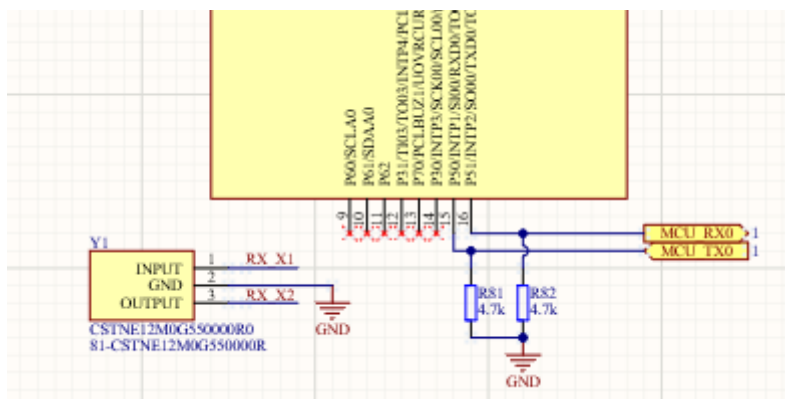 P60/SCLA0
P61/SDAA0
P62
P31/TI03/TO03/INTP4/PCL
P70/PCLBUZ1/UOVRCUR
P30/INTP3/SCK00/SCL00/
P50/INTP1/SI00/RXD0/TO
P51/INTP2/SO00/TXD0/TO
9
10
11
12
13
14
15
16
MCU_RX0 1
MCU_TX0 1
Y1
INPUT 1 RX_X1
GND 2
OUTPUT 3 RX_X2
GND
CSTNE12M0G550000R0
81-CSTNE12M0G550000R
R81
4.7k
R82
4.7k
GND